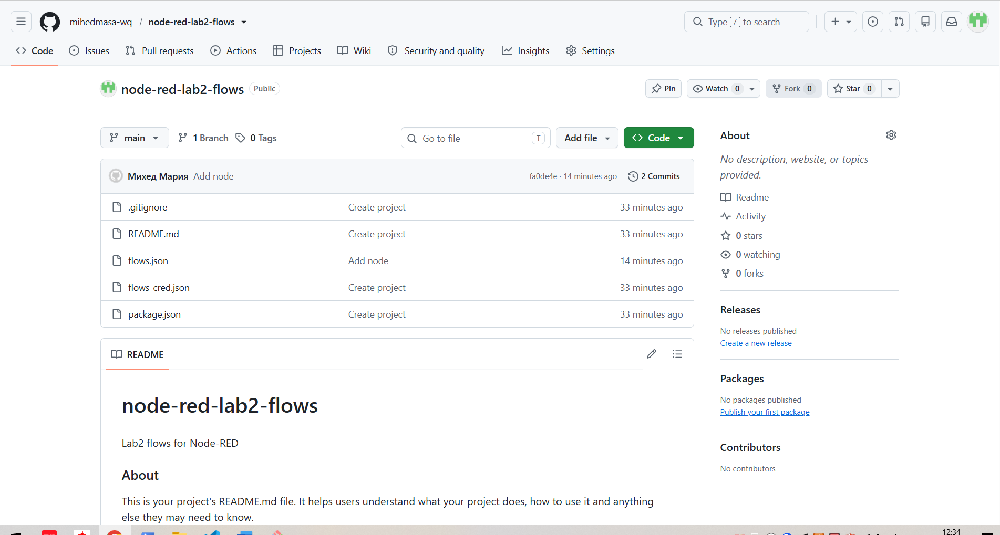 mihedmasa-wq / node-red-lab2-flows
Type / to search
Code Issues Pull requests Actions Projects Wiki Security and quality Insights Settings
node-red-lab2-flows Public
Pin Watch 0 Fork 0 Star 0
main 1 Branch 0 Tags Go to file T Add file Code
Михед Мария Add node fa0de4e · 14 minutes ago 2 Commits
.gitignore Create project 33 minutes ago
README.md Create project 33 minutes ago
flows.json Add node 14 minutes ago
flows_cred.json Create project 33 minutes ago
package.json Create project 33 minutes ago
README
node-red-lab2-flows
Lab2 flows for Node-RED
About
This is your project's README.md file. It helps users understand what your project does, how to use it and anything
else they may need to know.
About
No description, website, or topics
provided.
Readme
Activity
0 stars
0 watching
0 forks
Releases
No releases published
Create a new release
Packages
No packages published
Publish your first package
Contributors
No contributors
12:34